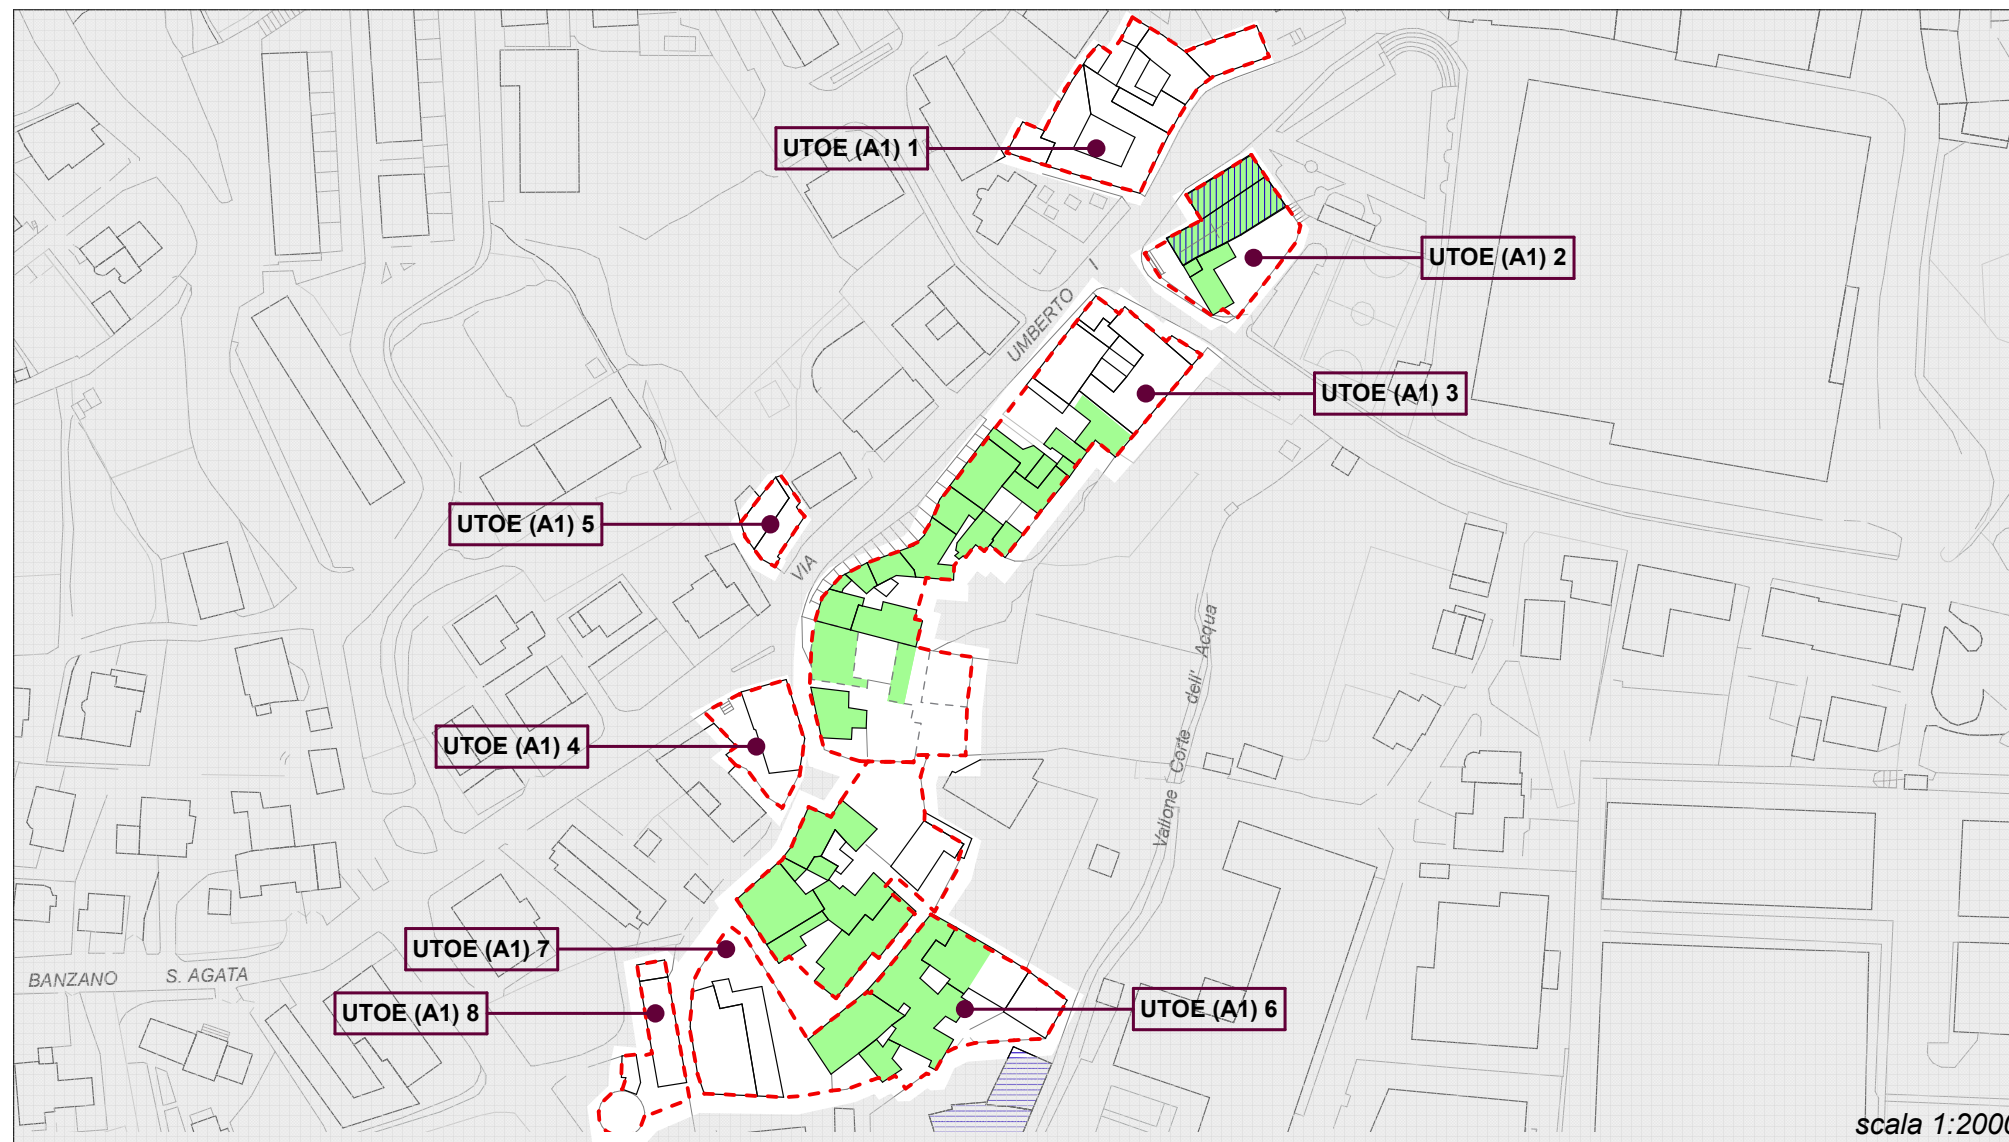 UTOE (A1) 1
UTOE (A1) 2
UMBERTO I
UTOE (A1) 3
UTOE (A1) 5
VIA
Vallone Corte dell' Acqua
UTOE (A1) 4
UTOE (A1) 7
BANZANO S. AGATA
UTOE (A1) 8
UTOE (A1) 6
scala 1:2000